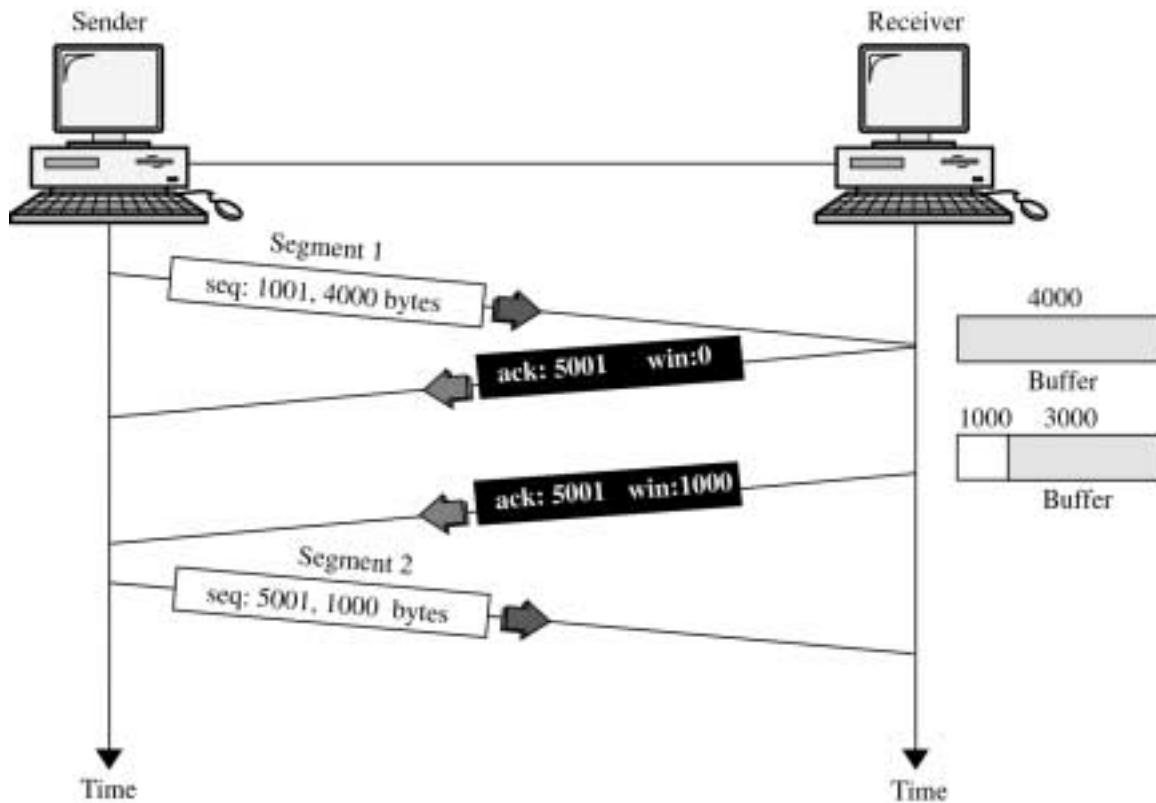 Sender
Receiver
Segment 1
seq: 1001, 4000 bytes
4000
ack: 5001 win:0
Buffer
1000 3000
ack: 5001 win:1000
Buffer
Segment 2
seq: 5001, 1000 bytes
Time
Time